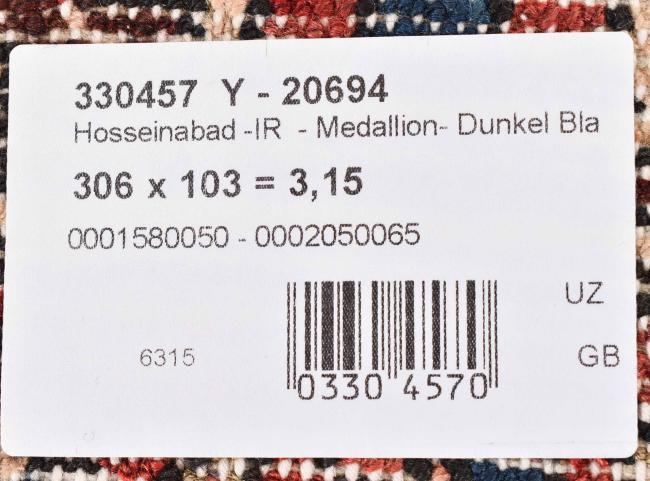 330457 Y - 20694
Hosseinabad -IR - Medallion- Dunkel Bla
306 x 103 = 3,15
0001580050 - 0002050065
UZ
6315
GB
0330 4570